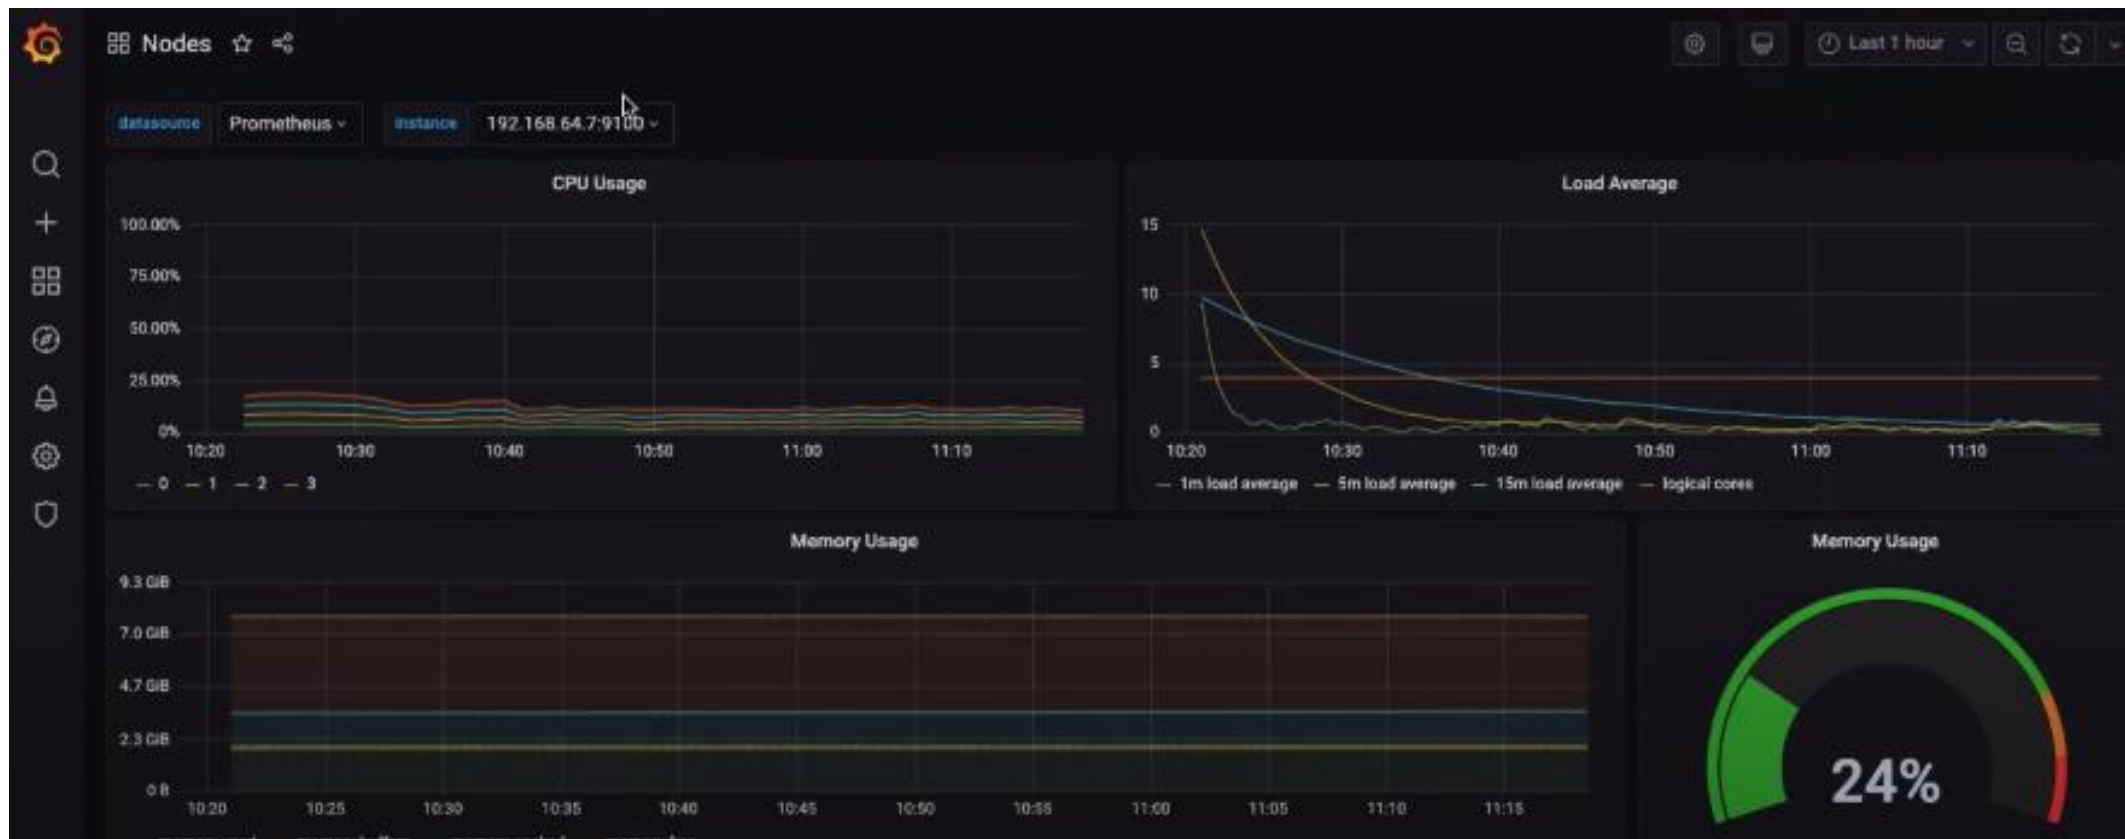 Nodes
Last 1 hour
datasource Prometheus instance 192.168.64.7:9100
CPU Usage
100.00%
75.00%
50.00%
25.00%
0%
10:20 10:30 10:40 10:50 11:00 11:10
0 1 2 3
Load Average
15
10
5
0
10:20 10:30 10:40 10:50 11:00 11:10
1m load average 5m load average 15m load average logical cores
Memory Usage
9.3 GiB
7.0 GiB
4.7 GiB
2.3 GiB
0 B
10:20 10:25 10:30 10:35 10:40 10:45 10:50 10:55 11:00 11:05 11:10 11:15
Memory Usage
24%